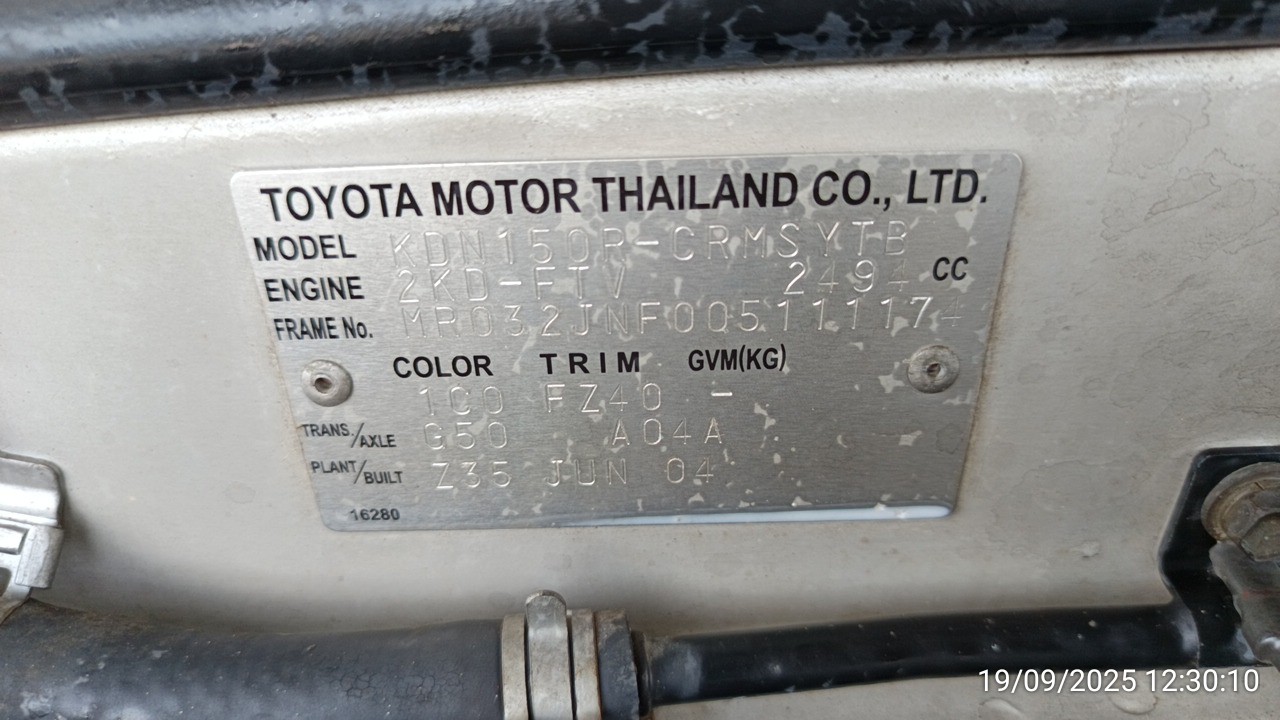 TOYOTA MOTOR THAILAND CO., LTD.
MODEL KDN150R-CRMSYTB
ENGINE 2KD-FTV 2494 CC
FRAME No. MR032JNF005111174
COLOR TRIM GVM(KG)
1C0 FZ40 -
TRANS./AXLE G50 A04A
PLANT/BUILT Z35 JUN 04
16280
19/09/2025 12:30:10